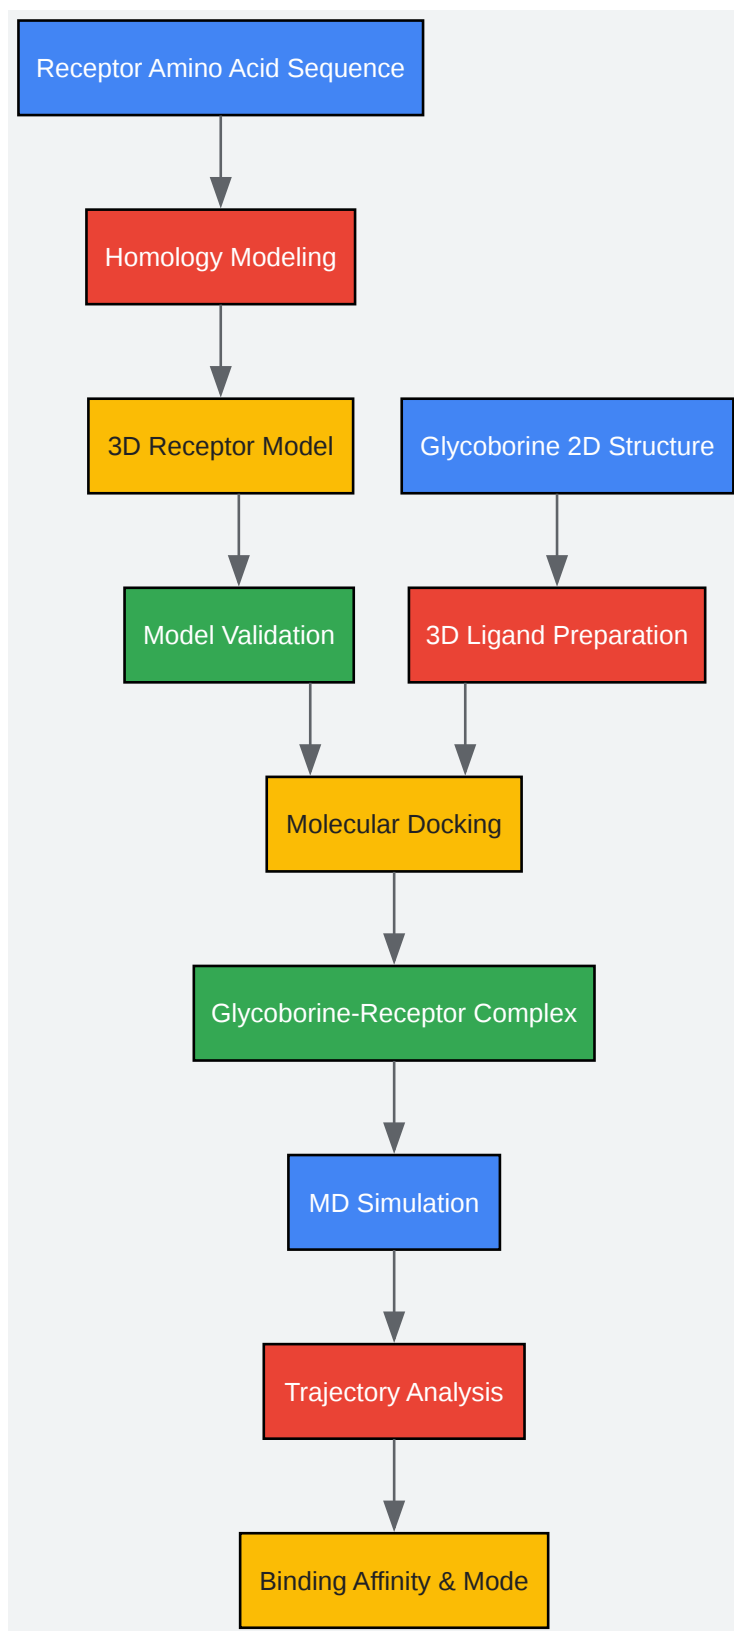 Receptor Amino Acid Sequence
Homology Modeling
3D Receptor Model
Glycoborine 2D Structure
Model Validation
3D Ligand Preparation
Molecular Docking
Glycoborine-Receptor Complex
MD Simulation
Trajectory Analysis
Binding Affinity & Mode